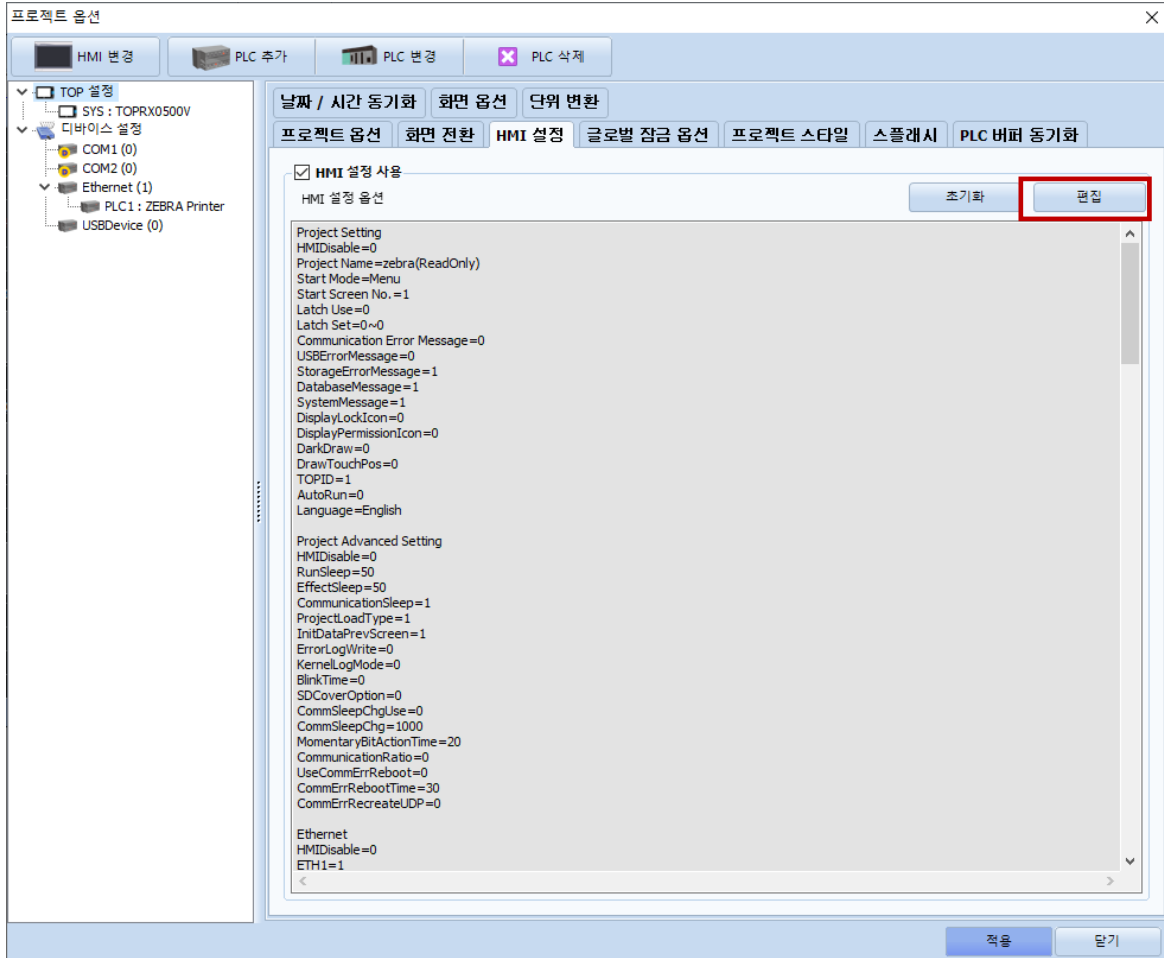 프로젝트 옵션
HMI 변경
PLC 추가
PLC 변경
PLC 삭제
TOP 설정
SYS : TOPRX0500V
디바이스 설정
COM1 (0)
COM2 (0)
Ethernet (1)
PLC1 : ZEBRA Printer
USBDevice (0)
날짜 / 시간 동기화
화면 옵션
단위 변환
프로젝트 옵션
화면 전환
HMI 설정
글로벌 잠금 옵션
프로젝트 스타일
스플래시
PLC 버퍼 동기화
HMI 설정 사용
HMI 설정 옵션
초기화
편집
Project Setting
HMIDisable=0
Project Name=zebra(ReadOnly)
Start Mode=Menu
Start Screen No.=1
Latch Use=0
Latch Set=0~0
Communication Error Message=0
USBErrorMessage=0
StorageErrorMessage=1
DatabaseMessage=1
SystemMessage=1
DisplayLockIcon=0
DisplayPermissionIcon=0
DarkDraw=0
DrawTouchPos=0
TOPID=1
AutoRun=0
Language=English
Project Advanced Setting
HMIDisable=0
RunSleep=50
EffectSleep=50
CommunicationSleep=1
ProjectLoadType=1
InitDataPrevScreen=1
ErrorLogWrite=0
KernelLogMode=0
BlinkTime=0
SDCoverOption=0
CommSleepChgUse=0
CommSleepChg=1000
MomentaryBitActionTime=20
CommunicationRatio=0
UseCommErrReboot=0
CommErrRebootTime=30
CommErrRecreateUDP=0
Ethernet
HMIDisable=0
ETH1=1
적용
닫기